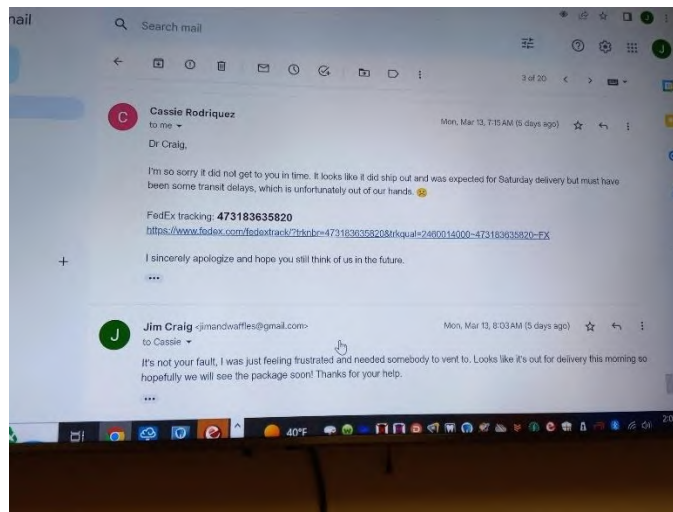 mail
Search mail
J
3 of 20
C
Cassie Rodriquez
Mon, Mar 13, 7:15 AM (5 days ago)
to me
Dr Craig,
I'm so sorry it did not get to you in time. It looks like it did ship out and was expected for Saturday delivery but must have
been some transit delays, which is unfortunately out of our hands.
FedEx tracking: 473183635820
https://www.fedex.com/fedextrack/?trknbr=473183635820&trkqual=2460014000~473183635820~FX
I sincerely apologize and hope you still think of us in the future.
J
Jim Craig <jimandwaffles@gmail.com>
Mon, Mar 13, 8:03 AM (5 days ago)
to Cassie
It's not your fault, I was just feeling frustrated and needed somebody to vent to. Looks like it's out for delivery this morning so
hopefully we will see the package soon! Thanks for your help.
40°F